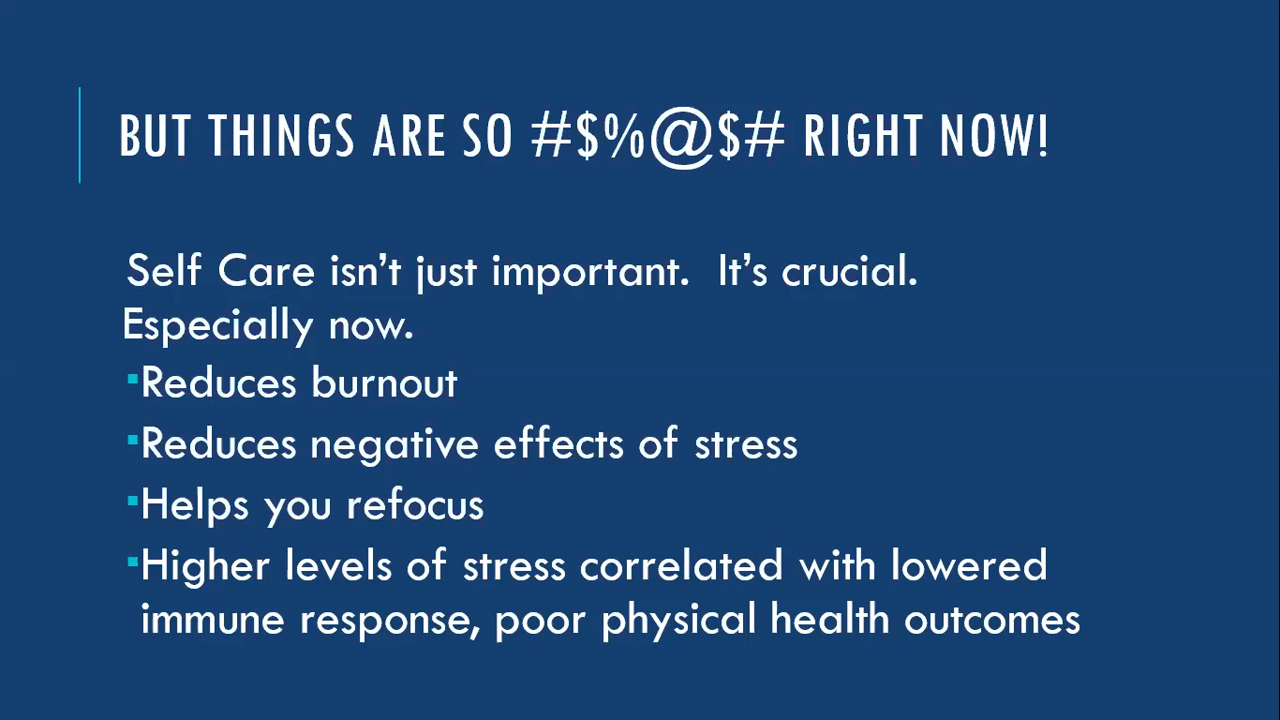 BUT THINGS ARE SO #$%@$# RIGHT NOW!
Self Care isn’t just important.  It’s crucial.
Especially now.
▪Reduces burnout
▪Reduces negative effects of stress
▪Helps you refocus
▪Higher levels of stress correlated with lowered
immune response, poor physical health outcomes